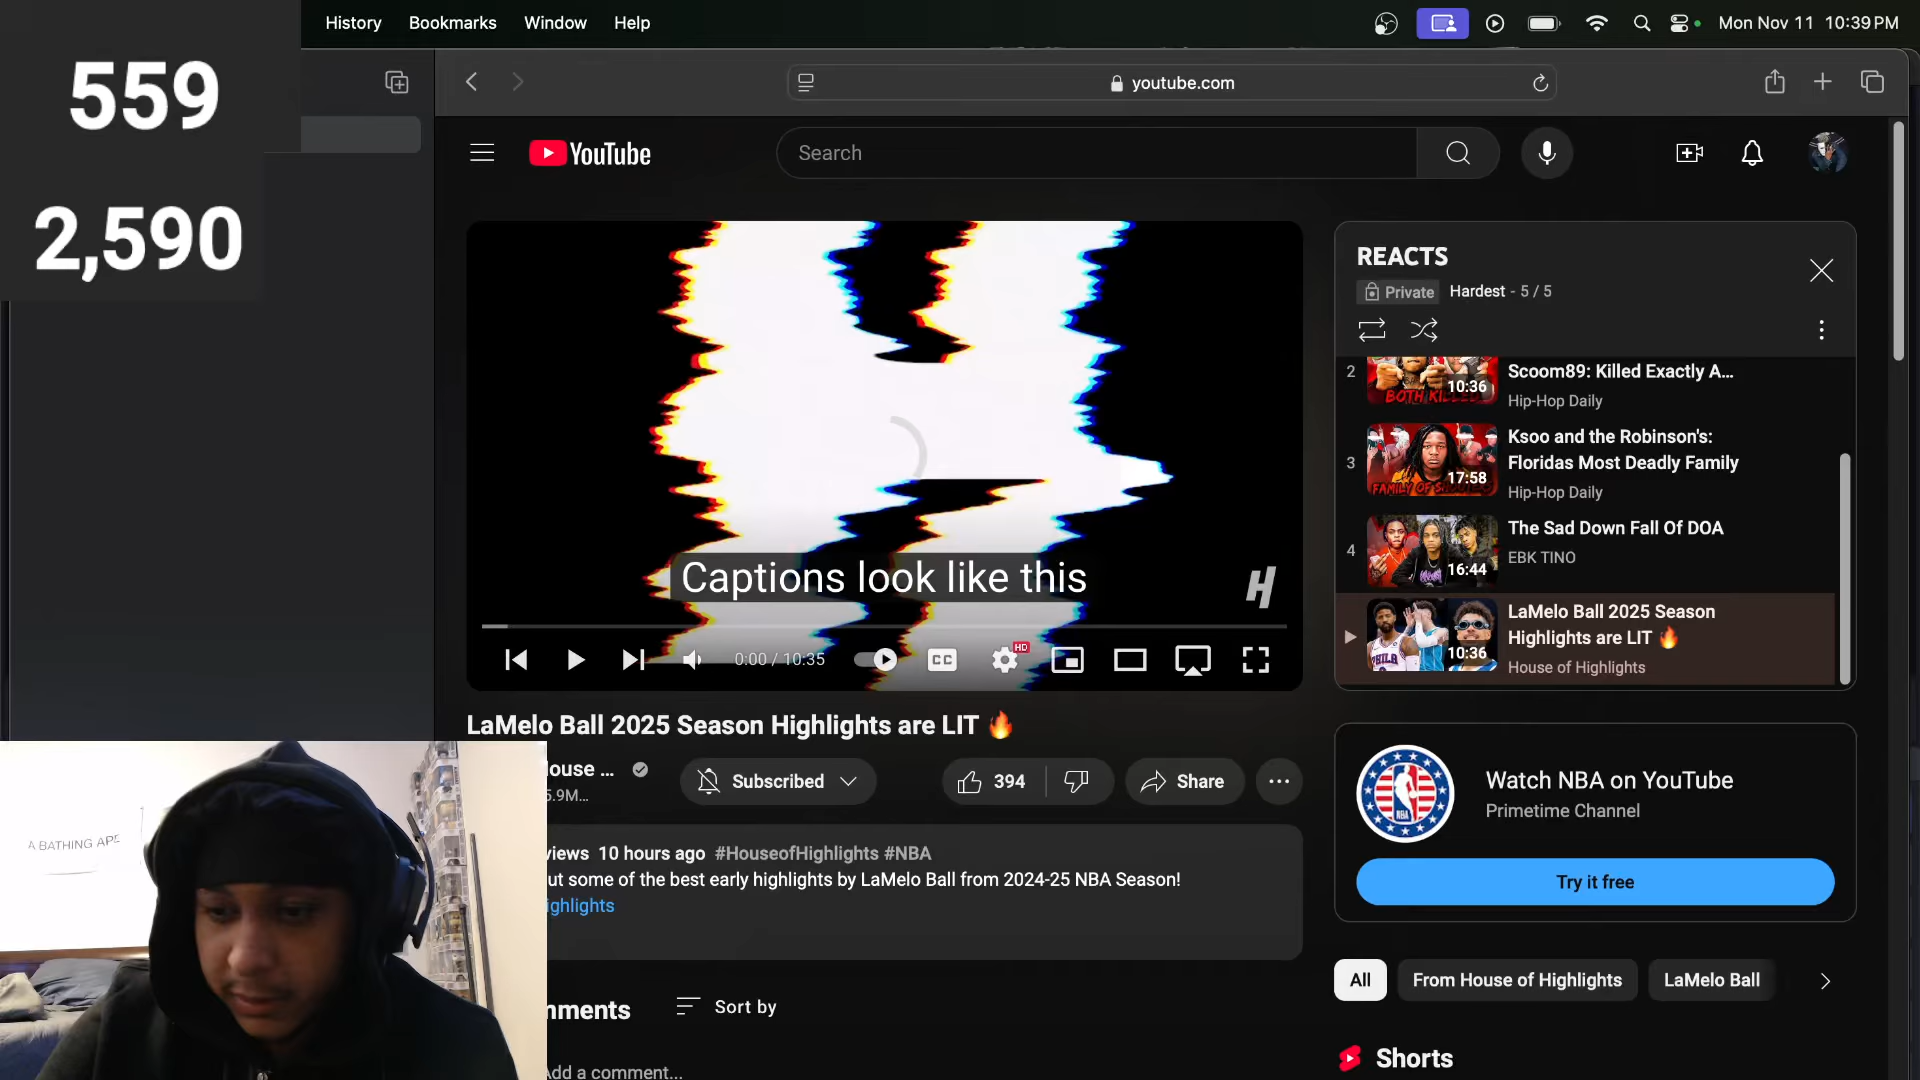 History Bookmarks Window Help
Mon Nov 11 10:39 PM
559
2,590
youtube.com
YouTube
Search
Captions look like this
0:00 / 10:35
CC
HD
LaMelo Ball 2025 Season Highlights are LIT 🔥
ouse ...
5.9M...
Subscribed
394
Share
views 10 hours ago #HouseofHighlights #NBA
ut some of the best early highlights by LaMelo Ball from 2024-25 NBA Season!
ighlights
A BATHING APE
Sort by
dd a comment...
REACTS
Private Hardest - 5 / 5
2
10:36
BOTH KILLED
Scoom89: Killed Exactly A...
Hip-Hop Daily
3
17:58
FAMILY OF SHOOTERS
Ksoo and the Robinson's:
Floridas Most Deadly Family
Hip-Hop Daily
4
16:44
The Sad Down Fall Of DOA
EBK TINO
10:36
LaMelo Ball 2025 Season
Highlights are LIT 🔥
House of Highlights
NBA
Watch NBA on YouTube
Primetime Channel
Try it free
All
From House of Highlights
LaMelo Ball
Shorts